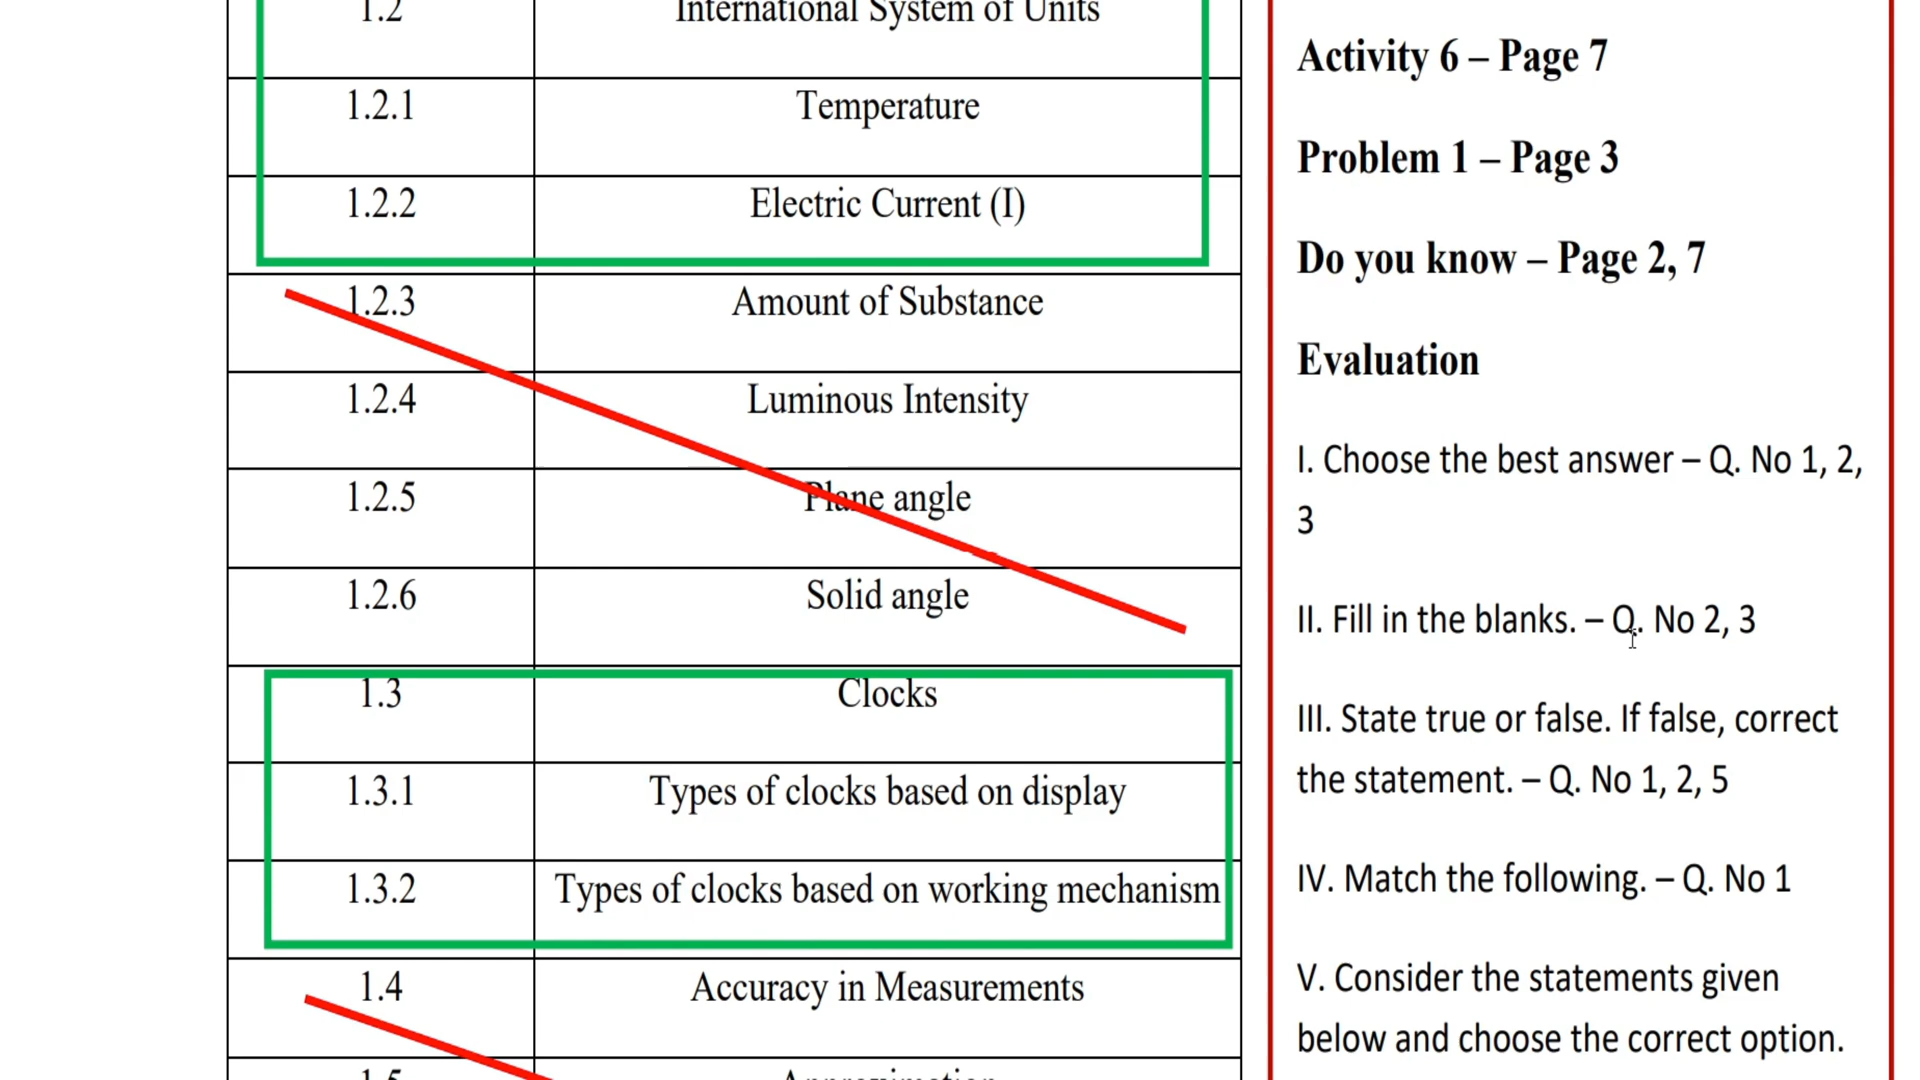 1.2 International System of Units
1.2.1 Temperature
1.2.2 Electric Current (I)
1.2.3 Amount of Substance
1.2.4 Luminous Intensity
1.2.5 Plane angle
1.2.6 Solid angle
1.3 Clocks
1.3.1 Types of clocks based on display
1.3.2 Types of clocks based on working mechanism
1.4 Accuracy in Measurements
1.5 Approximation
Activity 6 – Page 7
Problem 1 – Page 3
Do you know – Page 2, 7
Evaluation
I. Choose the best answer – Q. No 1, 2,
3
II. Fill in the blanks. – Q. No 2, 3
III. State true or false. If false, correct
the statement. – Q. No 1, 2, 5
IV. Match the following. – Q. No 1
V. Consider the statements given
below and choose the correct option.